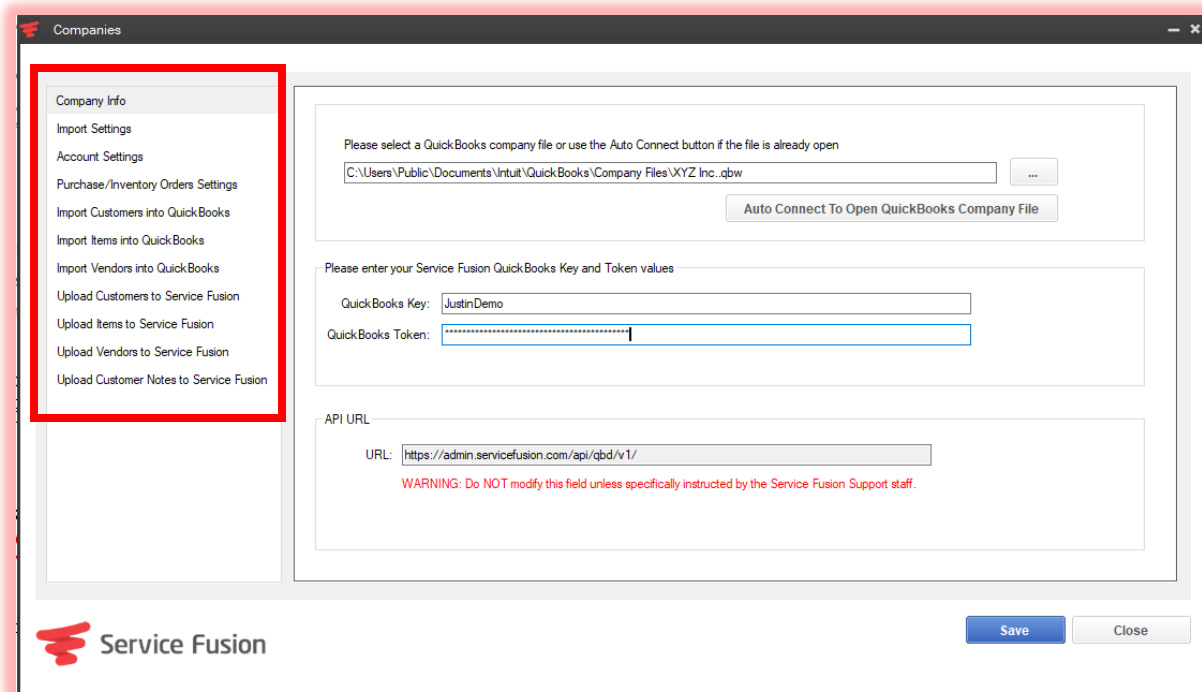 Companies
Company Info
Import Settings
Account Settings
Purchase/Inventory Orders Settings
Import Customers into QuickBooks
Import Items into QuickBooks
Import Vendors into QuickBooks
Upload Customers to Service Fusion
Upload Items to Service Fusion
Upload Vendors to Service Fusion
Upload Customer Notes to Service Fusion
Please select a QuickBooks company file or use the Auto Connect button if the file is already open
C:\Users\Public\Documents\Intuit\QuickBooks\Company Files\XYZ Inc..qbw
...
Auto Connect To Open QuickBooks Company File
Please enter your Service Fusion QuickBooks Key and Token values
QuickBooks Key: JustinDemo
QuickBooks Token: ********************************************
API URL
URL: https://admin.servicefusion.com/api/qbd/v1/
WARNING: Do NOT modify this field unless specifically instructed by the Service Fusion Support staff.
Service Fusion
Save
Close